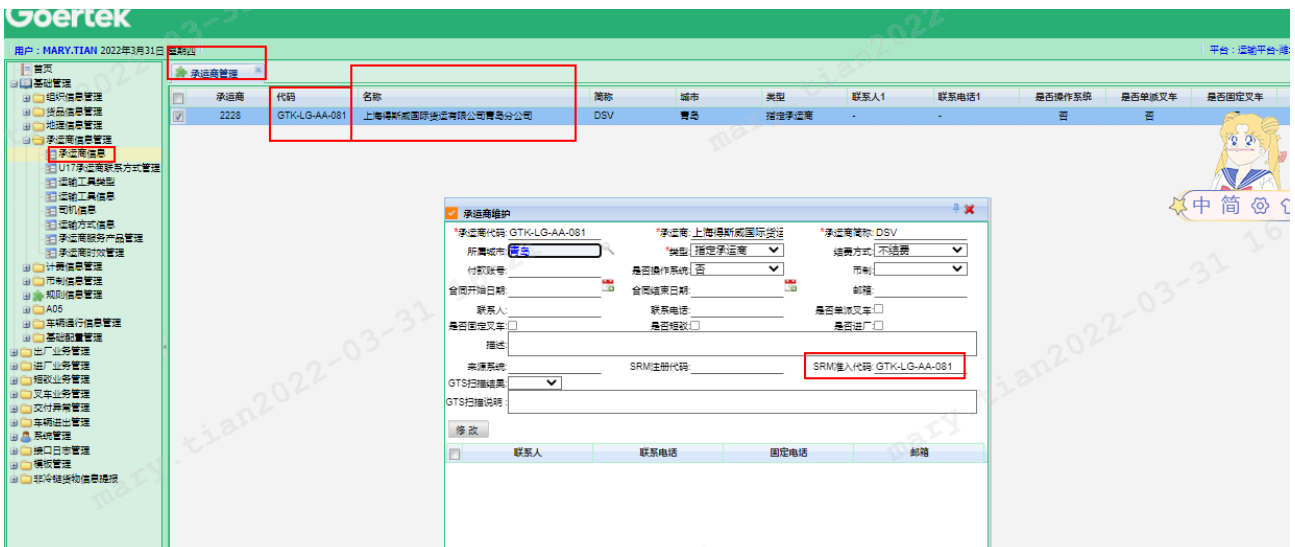 Goertek
用户：MARY.TIAN 2022年3月31日 星期四
平台：运输平台-潍
首页
基础管理
组织信息管理
货品信息管理
地理信息管理
承运商信息管理
承运商信息
U17承运商联系方式管理
运输工具类型
运输工具信息
司机信息
运输方式信息
承运商服务产品管理
承运商时效管理
计费信息管理
币制信息管理
规则信息管理
A05
车辆通行信息管理
基础配置管理
出厂业务管理
进厂业务管理
短驳业务管理
叉车业务管理
交付异常管理
车辆进出管理
系统管理
接口日志管理
模板管理
非冷链货物信息提报
承运商管理
承运商 代码 名称 简称 城市 类型 联系人1 联系电话1 是否操作系统 是否单派叉车 是否固定叉车
2228 GTK-LG-AA-081 上海得斯威国际货运有限公司青岛分公司 DSV 青岛 指定承运商 - - 否 否
中 简
承运商维护
*承运商代码: GTK-LG-AA-081 *承运商: 上海得斯威国际货运 *承运商简称: DSV
所属城市: 青岛 *类型: 指定承运商 结费方式: 不结费
付款账号: 是否操作系统: 否 币制:
合同开始日期: 合同结束日期: 邮箱:
联系人: 联系电话: 是否单派叉车:
是否固定叉车: 是否短驳: 是否进厂:
描述:
来源系统: SRM注册代码: SRM准入代码: GTK-LG-AA-081
GTS扫描结果:
GTS扫描说明:
修 改
联系人 联系电话 固定电话 邮箱
mary.tian2022-03-31